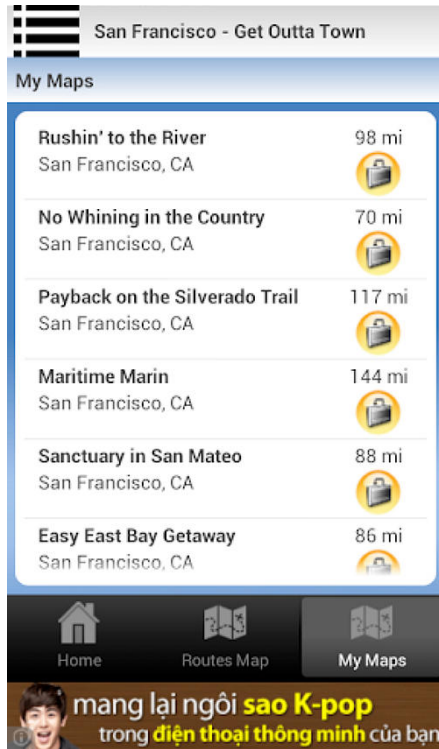 San Francisco - Get Outta Town
My Maps
Rushin' to the River 98 mi
San Francisco, CA
No Whining in the Country 70 mi
San Francisco, CA
Payback on the Silverado Trail 117 mi
San Francisco, CA
Maritime Marin 144 mi
San Francisco, CA
Sanctuary in San Mateo 88 mi
San Francisco, CA
Easy East Bay Getaway 86 mi
San Francisco, CA
Home Routes Map My Maps
mang lại ngôi sao K-pop
trong điện thoại thông minh của bạn